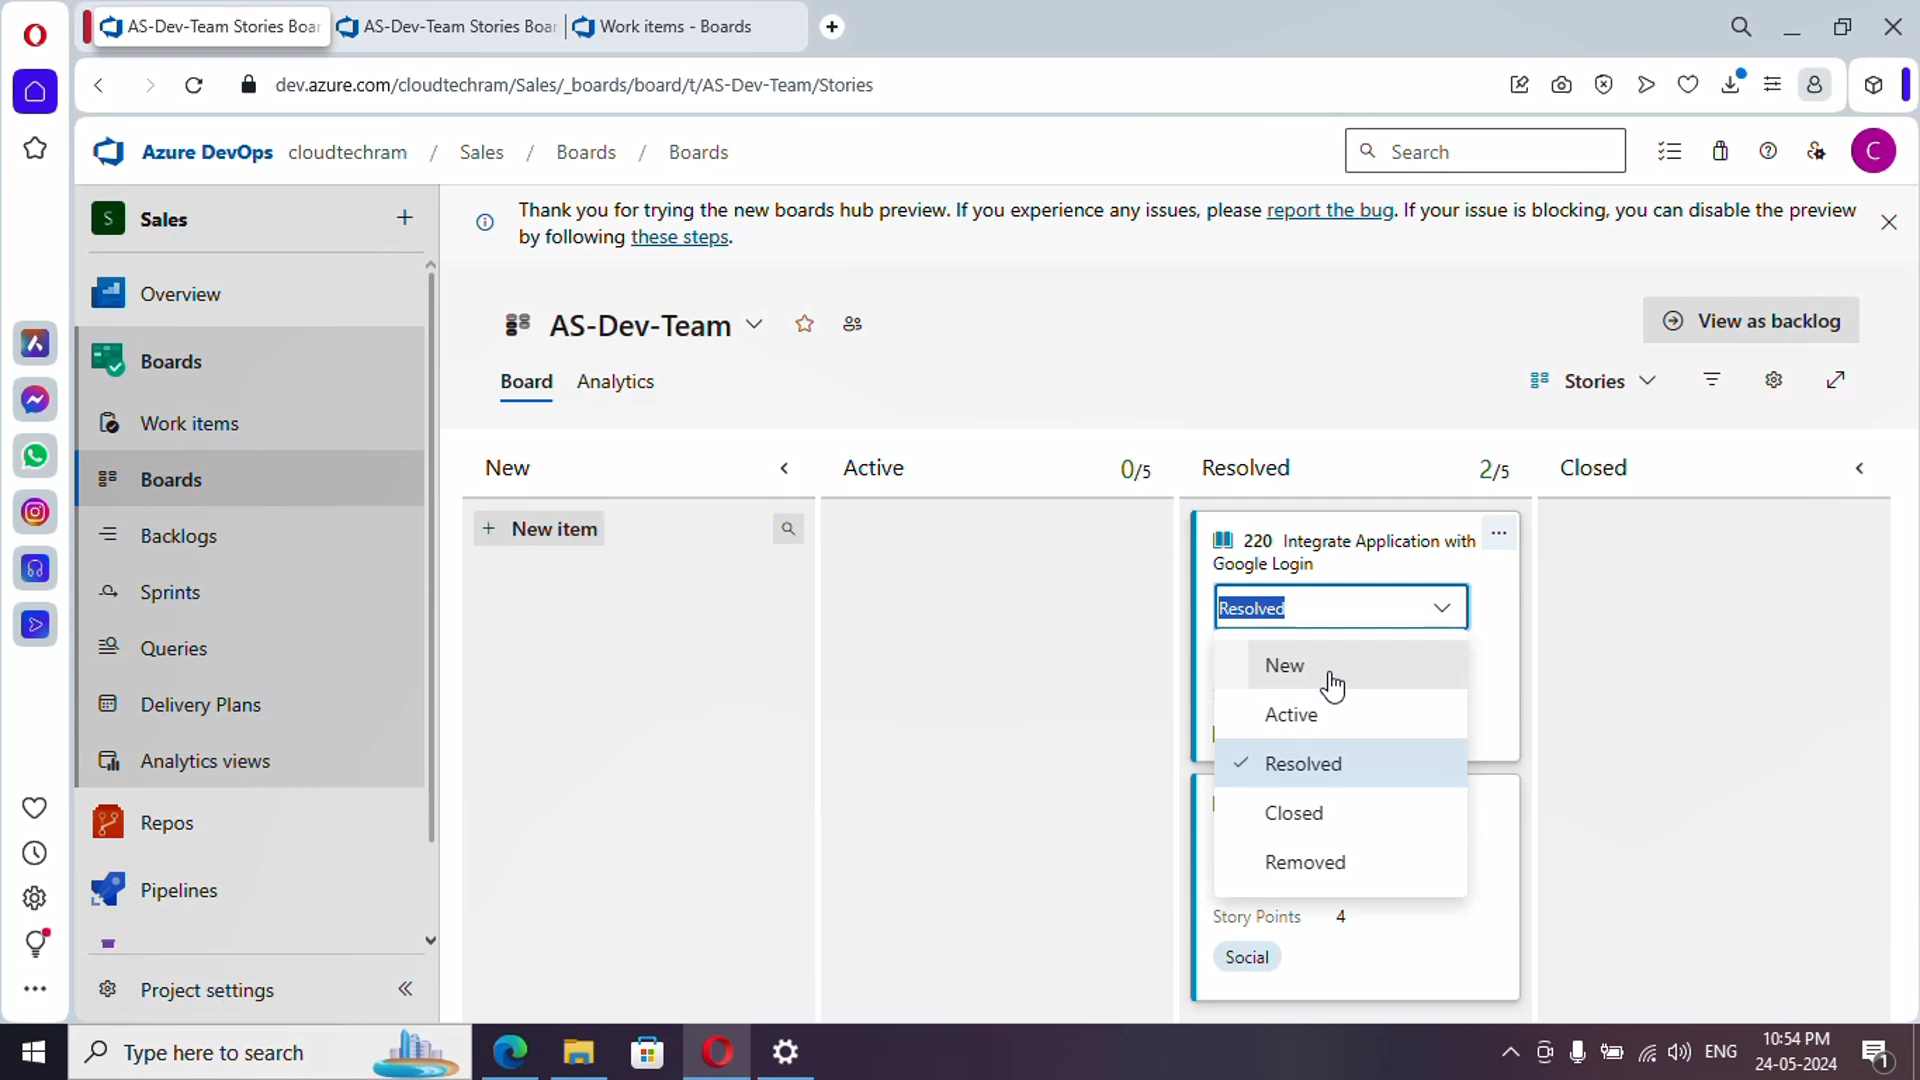 AS-Dev-Team Stories Boar
AS-Dev-Team Stories Boar
Work items - Boards
dev.azure.com/cloudtechram/Sales/_boards/board/t/AS-Dev-Team/Stories
Azure DevOps cloudtechram / Sales / Boards / Boards
Search
C
S Sales
Thank you for trying the new boards hub preview. If you experience any issues, please report the bug. If your issue is blocking, you can disable the preview
by following these steps.
Overview
Boards
Work items
Boards
Backlogs
Sprints
Queries
Delivery Plans
Analytics views
Repos
Pipelines
Project settings
AS-Dev-Team
View as backlog
Board Analytics
Stories
New
Active 0/5
Resolved 2/5
Closed
+ New item
220 Integrate Application with
Google Login
Resolved
New
Active
Resolved
Closed
Removed
Story Points 4
Social
Type here to search
ENG
10:54 PM
24-05-2024
1